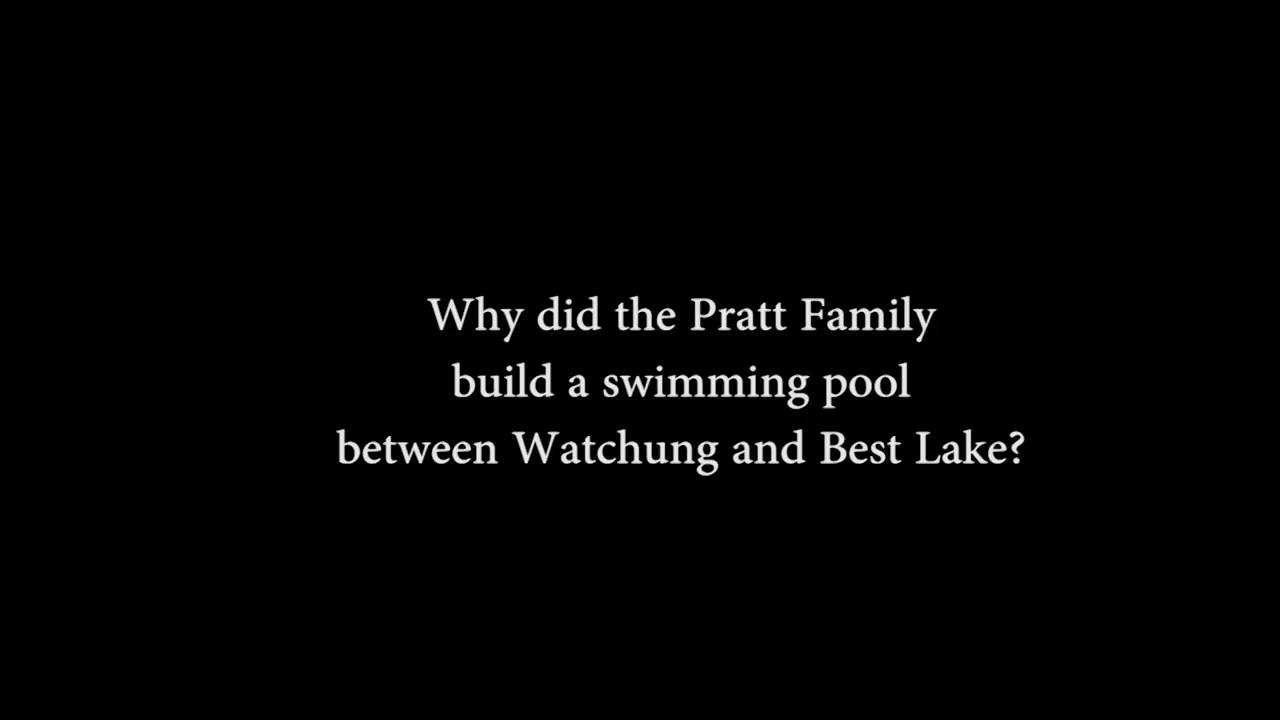 Why did the Pratt Family
build a swimming pool
between Watchung and Best Lake?